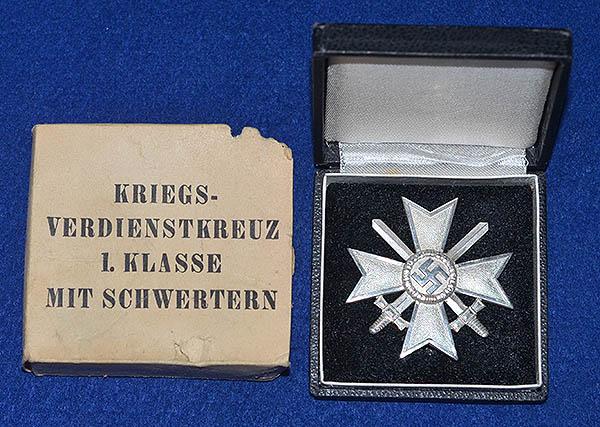 KRIEGS-
VERDIENSTKREUZ
1. KLASSE
MIT SCHWERTERN